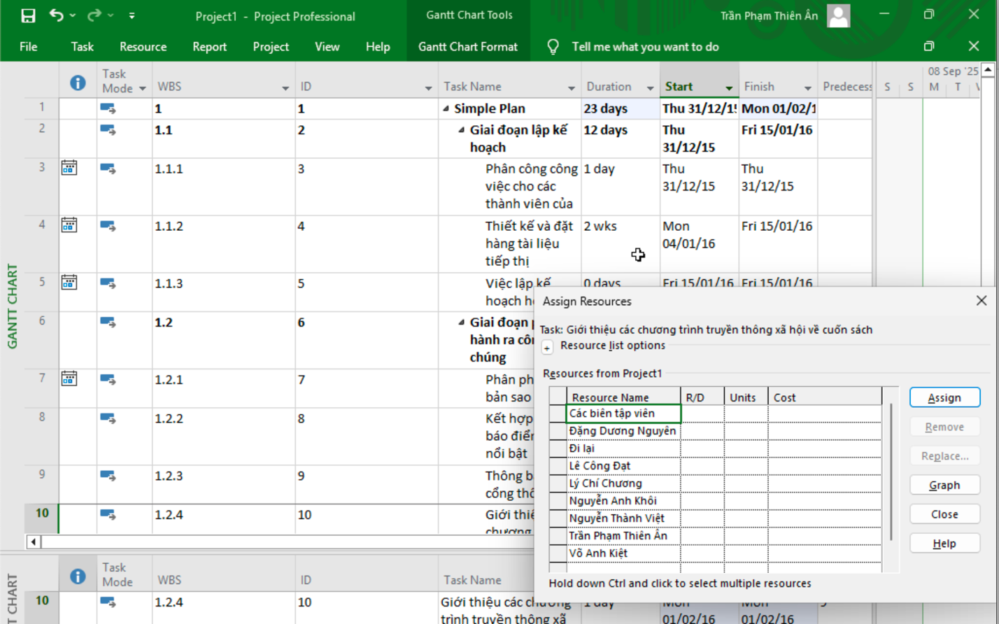 Project1 - Project Professional
Gantt Chart Tools
Trần Phạm Thiên Ân
File Task Resource Report Project View Help Gantt Chart Format Tell me what you want to do
08 Sep '25
Task
Mode WBS ID Task Name Duration Start Finish Predecess S S M T
1 1 1 Simple Plan 23 days Thu 31/12/15 Mon 01/02/1
2 1.1 2 Giai đoạn lập kế 12 days Thu Fri 15/01/16
hoạch 31/12/15
3 1.1.1 3 Phân công công 1 day Thu Thu
việc cho các 31/12/15 31/12/15
thành viên của
4 1.1.2 4 Thiết kế và đặt 2 wks Mon Fri 15/01/16
hàng tài liệu 04/01/16
tiếp thị
5 1.1.3 5 Việc lập kế 0 days Fri 15/01/16 Fri 15/01/16
hoạch
6 1.2 6 Giai đoạn
hành ra
chúng
7 1.2.1 7 Phân
bản sao
8 1.2.2 8 Kết hợp
báo
nổi bật
9 1.2.3 9 Thông
cổng
10 1.2.4 10 Giới
chương
GANTT CHART
Assign Resources
Task: Giới thiệu các chương trình truyền thông xã hội về cuốn sách
+ Resource list options
Resources from Project1
Resource Name R/D Units Cost
Các biên tập viên
Đặng Dương Nguyên
Đi lại
Lê Công Đạt
Lý Chí Chương
Nguyễn Anh Khôi
Nguyễn Thành Việt
Trần Phạm Thiên Ân
Võ Anh Kiệt
Assign
Remove
Replace...
Graph
Close
Help
Hold down Ctrl and click to select multiple resources
Task
Mode WBS ID Task Name
10 1.2.4 10 Giới thiệu các chương 1 day Mon Mon 9
trình truyền thông xã 01/02/16 01/02/16
T CHART